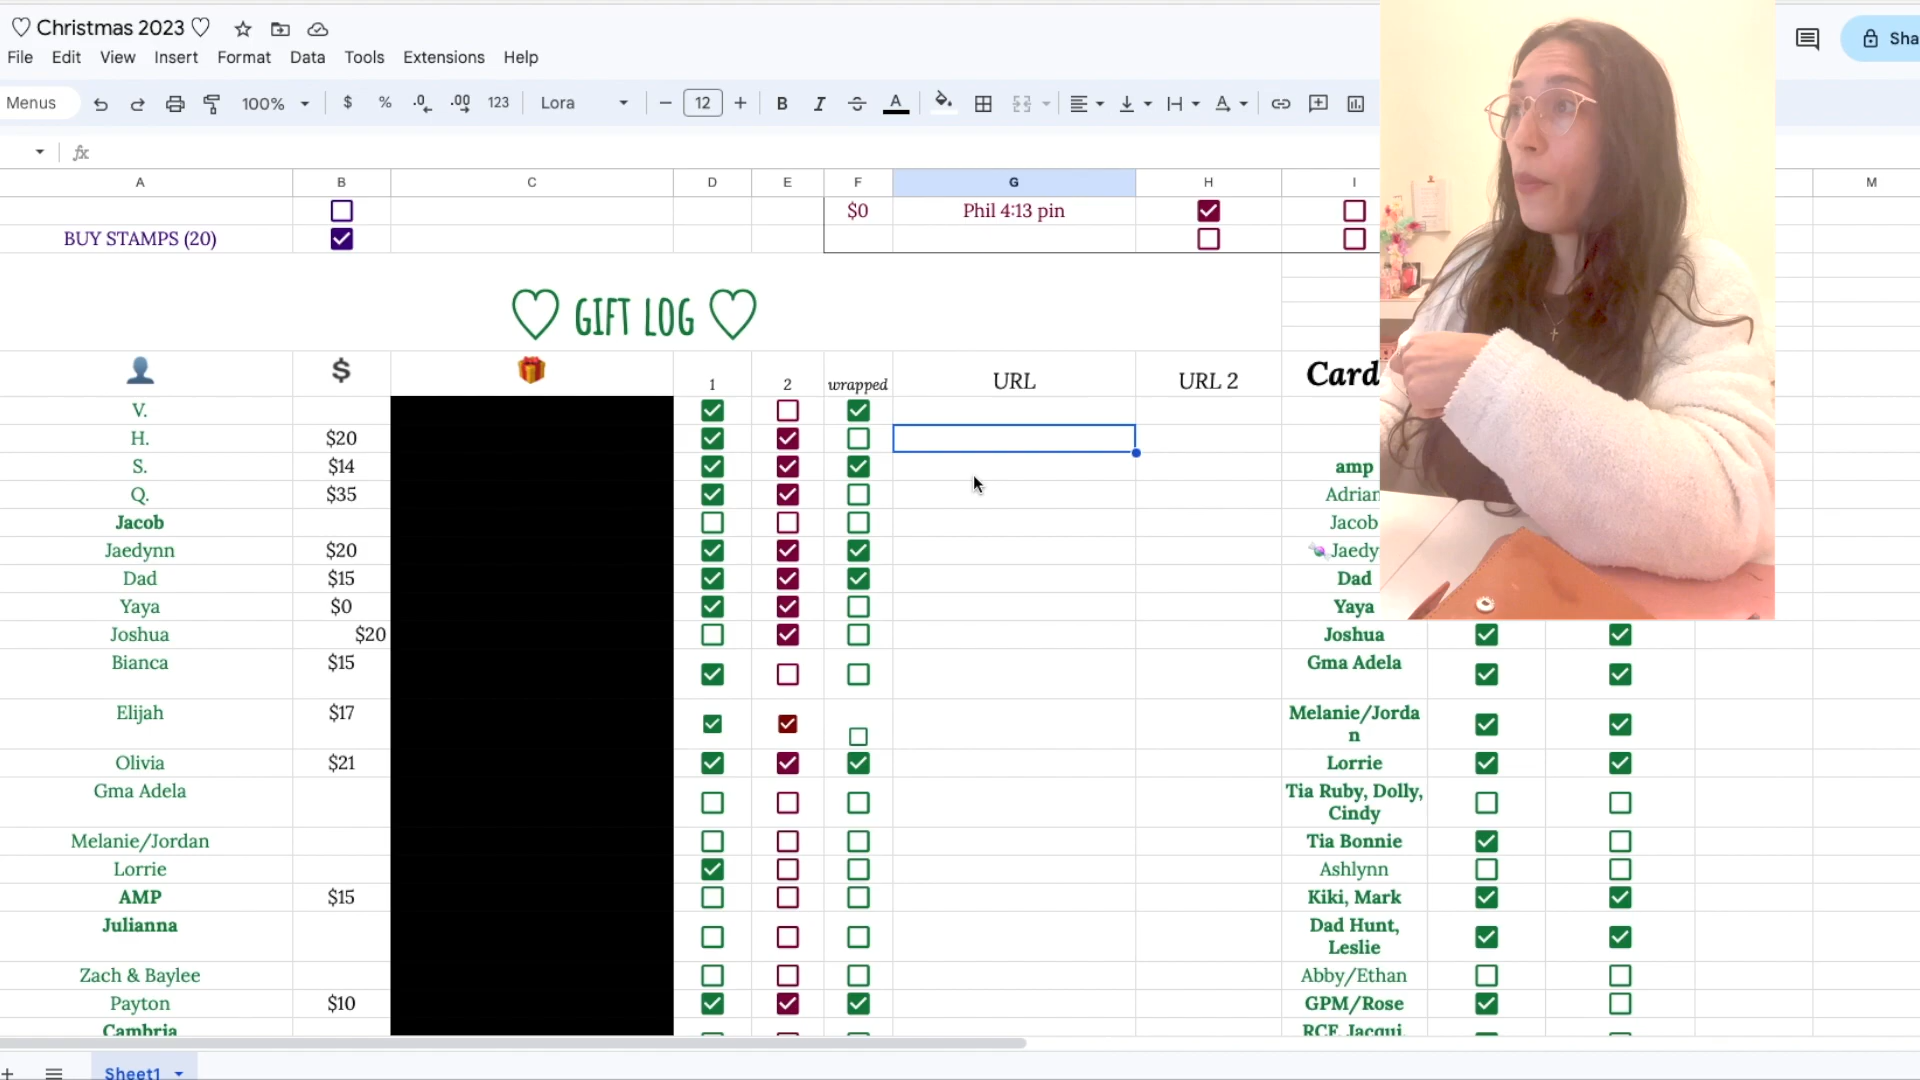 ♡ Christmas 2023 ♡
File Edit View Insert Format Data Tools Extensions Help
Sha
Menus 100% $ % .0 .00 123 Lora 12 B I A
fx
A B C D E F G H I M
$0 Phil 4:13 pin
BUY STAMPS (20)
♡ GIFT LOG ♡
$ 1 2 wrapped URL URL 2 Card
V.
H. $20
S. $14 amp
Q. $35 Adrian
Jacob Jacob
Jaedynn $20 Jaedy
Dad $15 Dad
Yaya $0 Yaya
Joshua $20 Joshua
Bianca $15 Gma Adela
Elijah $17 Melanie/Jorda
n
Olivia $21 Lorrie
Gma Adela Tia Ruby, Dolly,
Cindy
Melanie/Jordan Tia Bonnie
Lorrie Ashlynn
AMP $15 Kiki, Mark
Julianna Dad Hunt,
Leslie
Zach & Baylee Abby/Ethan
Payton $10 GPM/Rose
Cambria RCF, Jacqui,
Sheet1